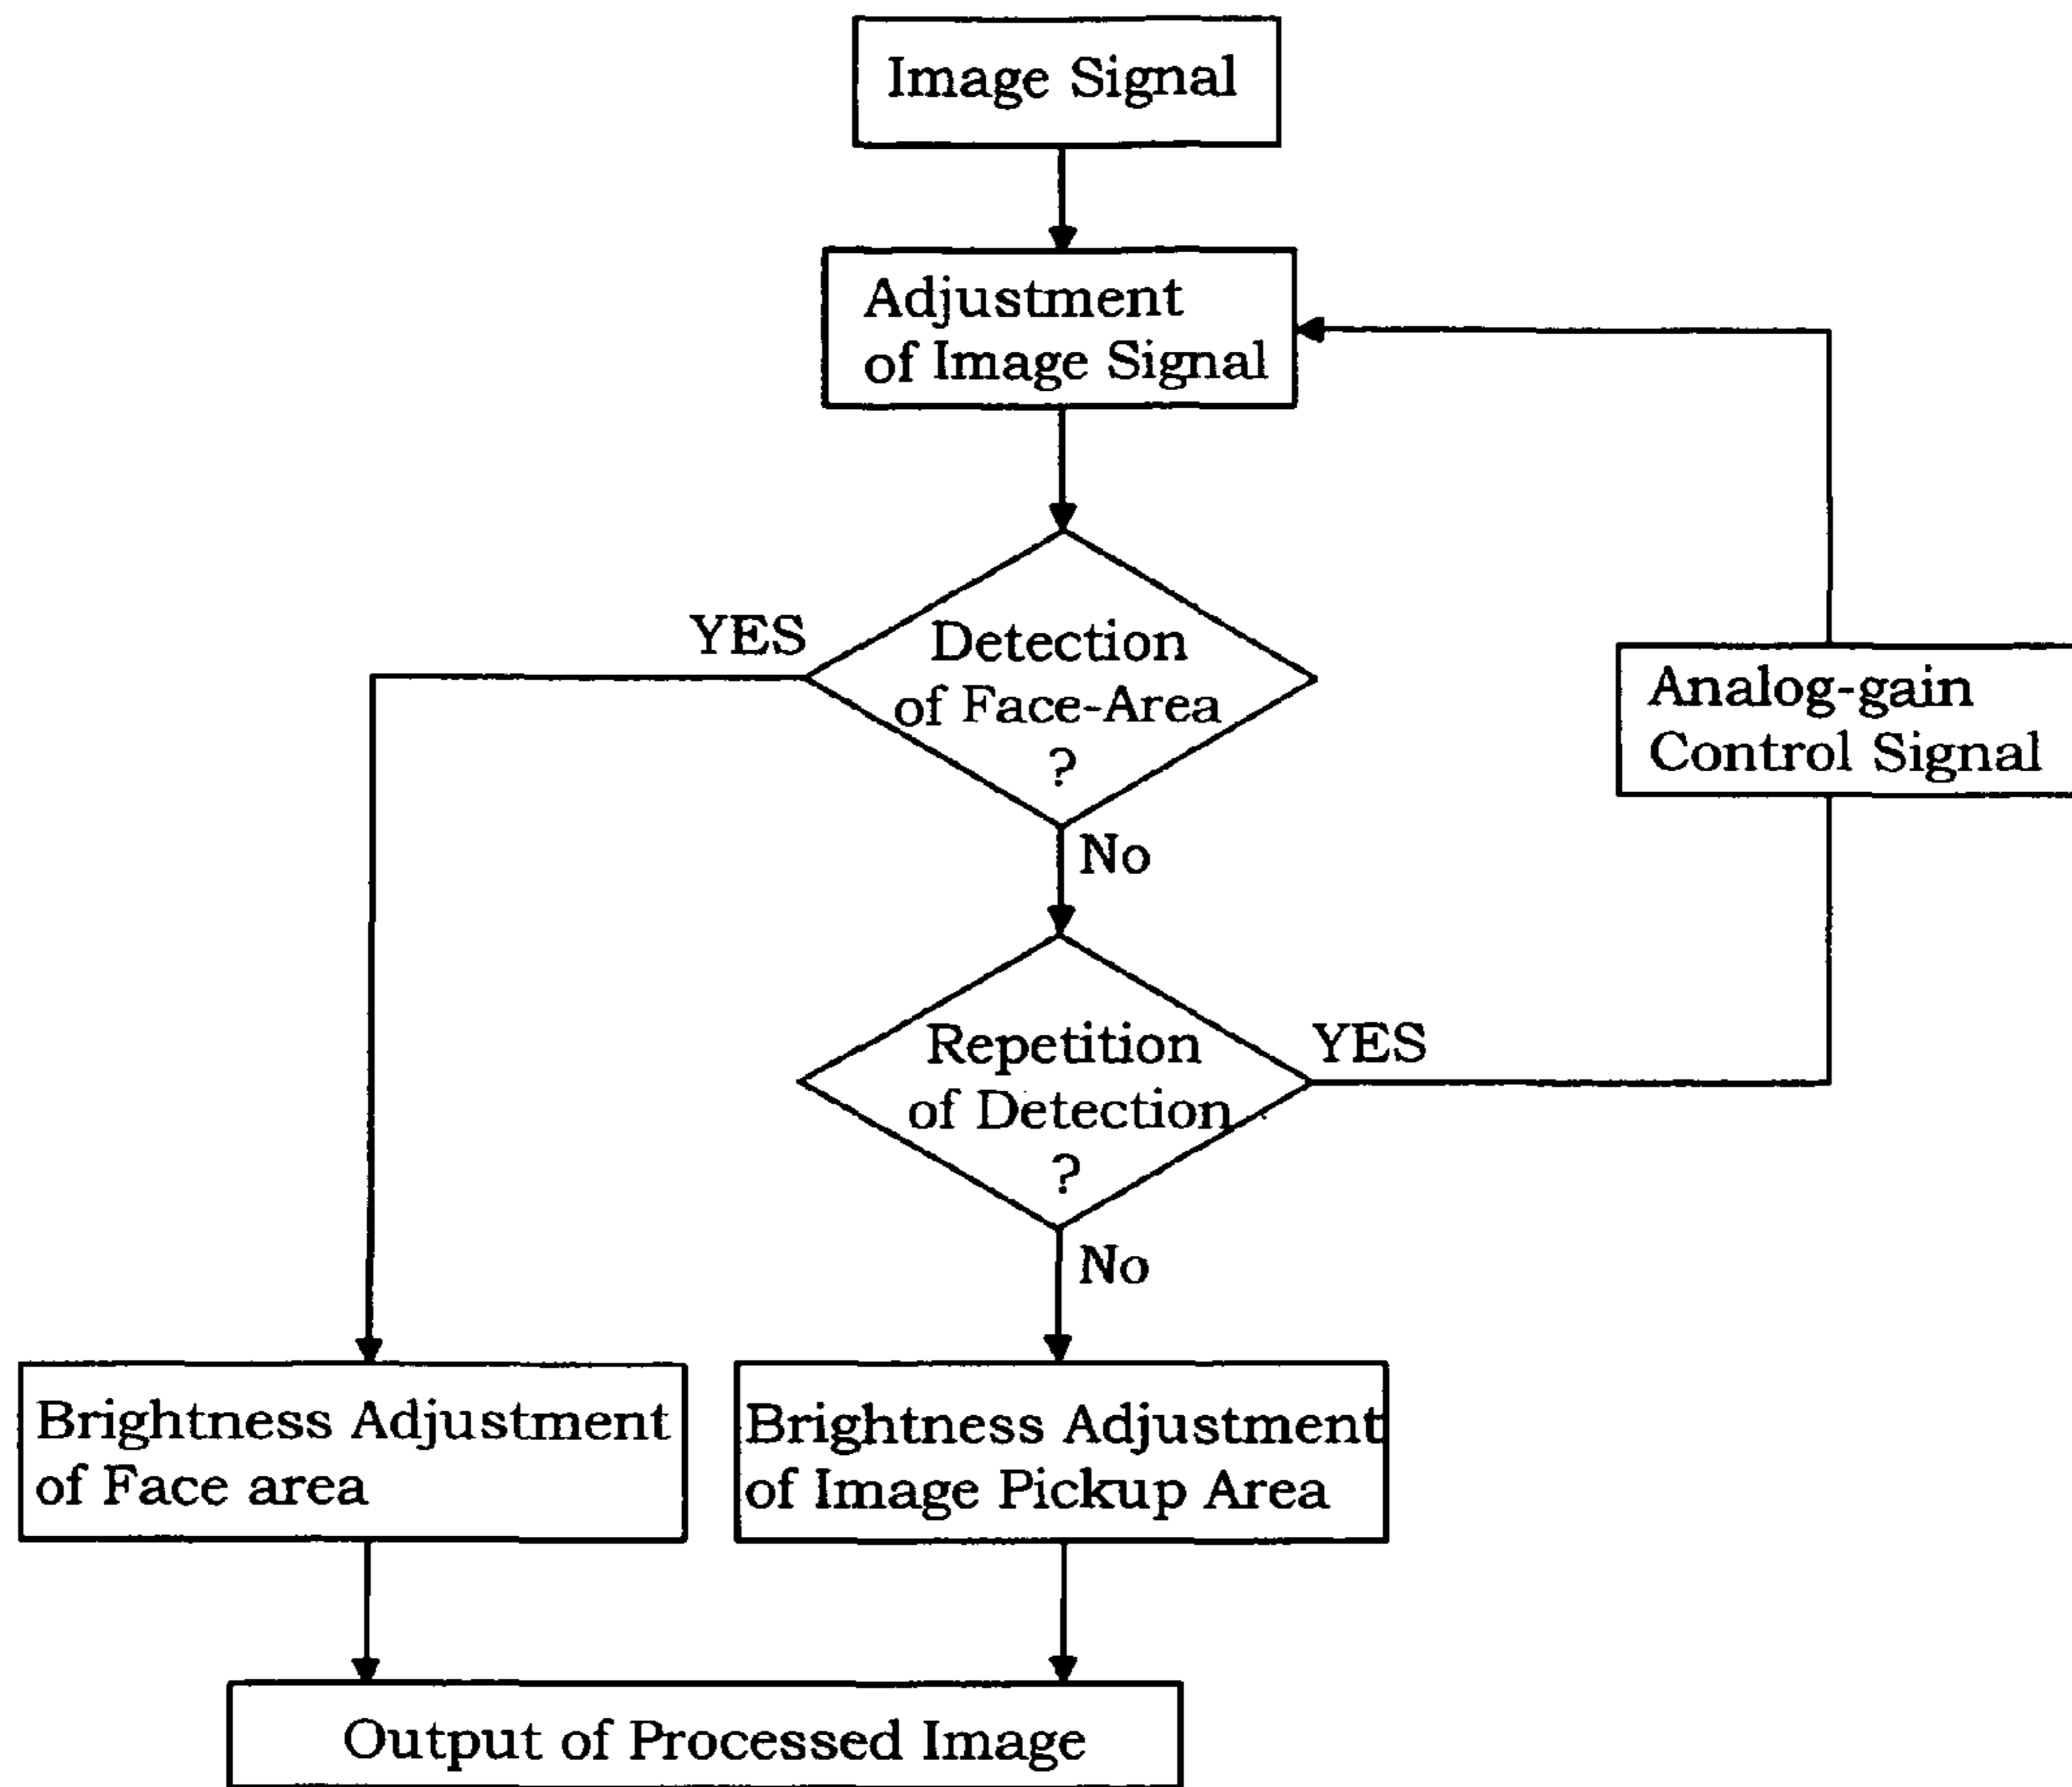 Image Signal
Adjustment
of Image Signal
YES
Detection
of Face-Area
?
No
Analog-gain
Control Signal
Repetition
of Detection
?
YES
No
Brightness Adjustment
of Face area
Brightness Adjustment
of Image Pickup Area
Output of Processed Image